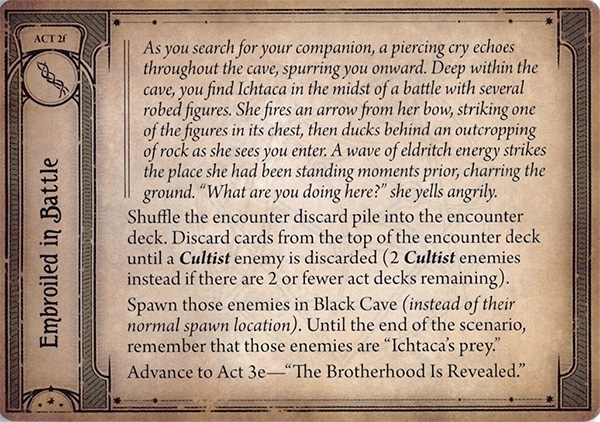 ACT 2f
Embroiled in Battle
As you search for your companion, a piercing cry echoes
throughout the cave, spurring you onward. Deep within the
cave, you find Ichtaca in the midst of a battle with several
robed figures. She fires an arrow from her bow, striking one
of the figures in its chest, then ducks behind an outcropping
of rock as she sees you enter. A wave of eldritch energy strikes
the place she had been standing moments prior, charring the
ground. “What are you doing here?” she yells angrily.
Shuffle the encounter discard pile into the encounter
deck. Discard cards from the top of the encounter deck
until a Cultist enemy is discarded (2 Cultist enemies
instead if there are 2 or fewer act decks remaining).
Spawn those enemies in Black Cave (instead of their
normal spawn location). Until the end of the scenario,
remember that those enemies are “Ichtaca’s prey.”
Advance to Act 3e—“The Brotherhood Is Revealed.”